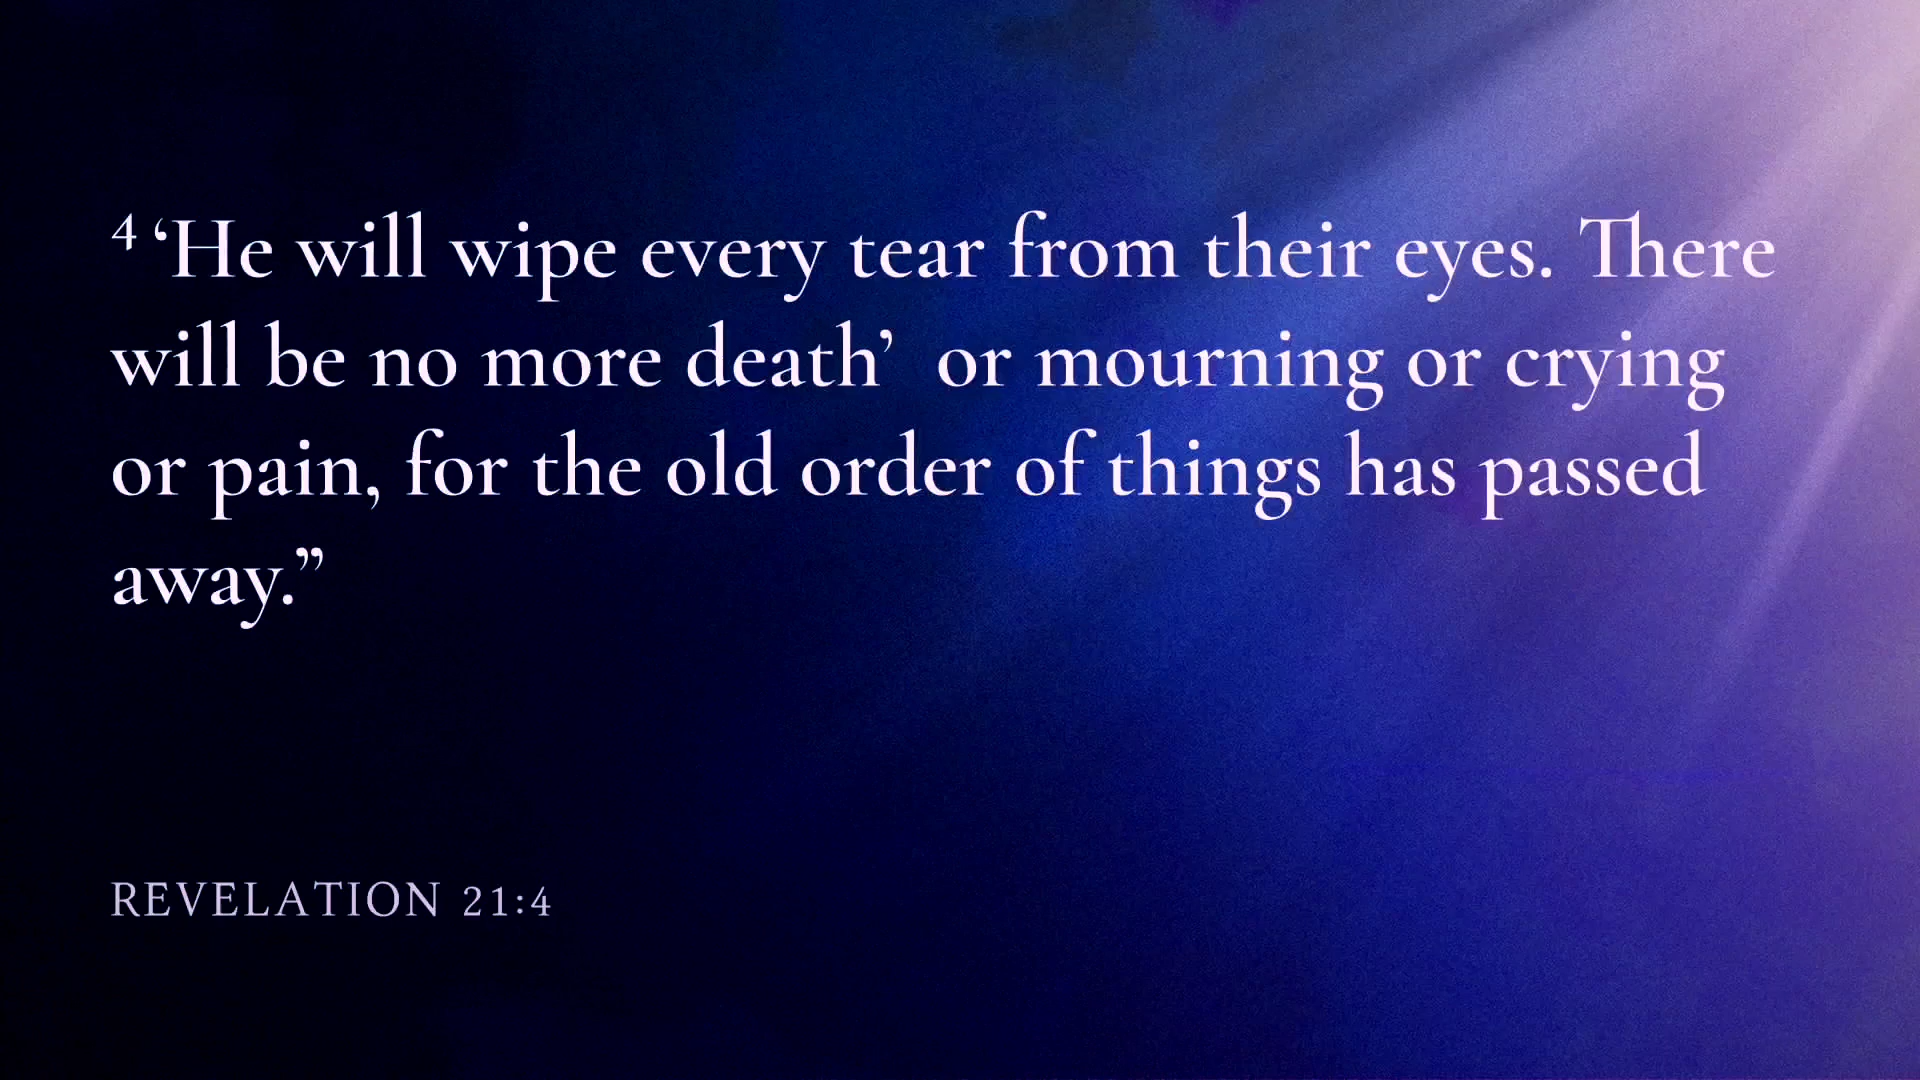 4 ‘He will wipe every tear from their eyes. There
will be no more death’ or mourning or crying
or pain, for the old order of things has passed
away.”
REVELATION 21:4